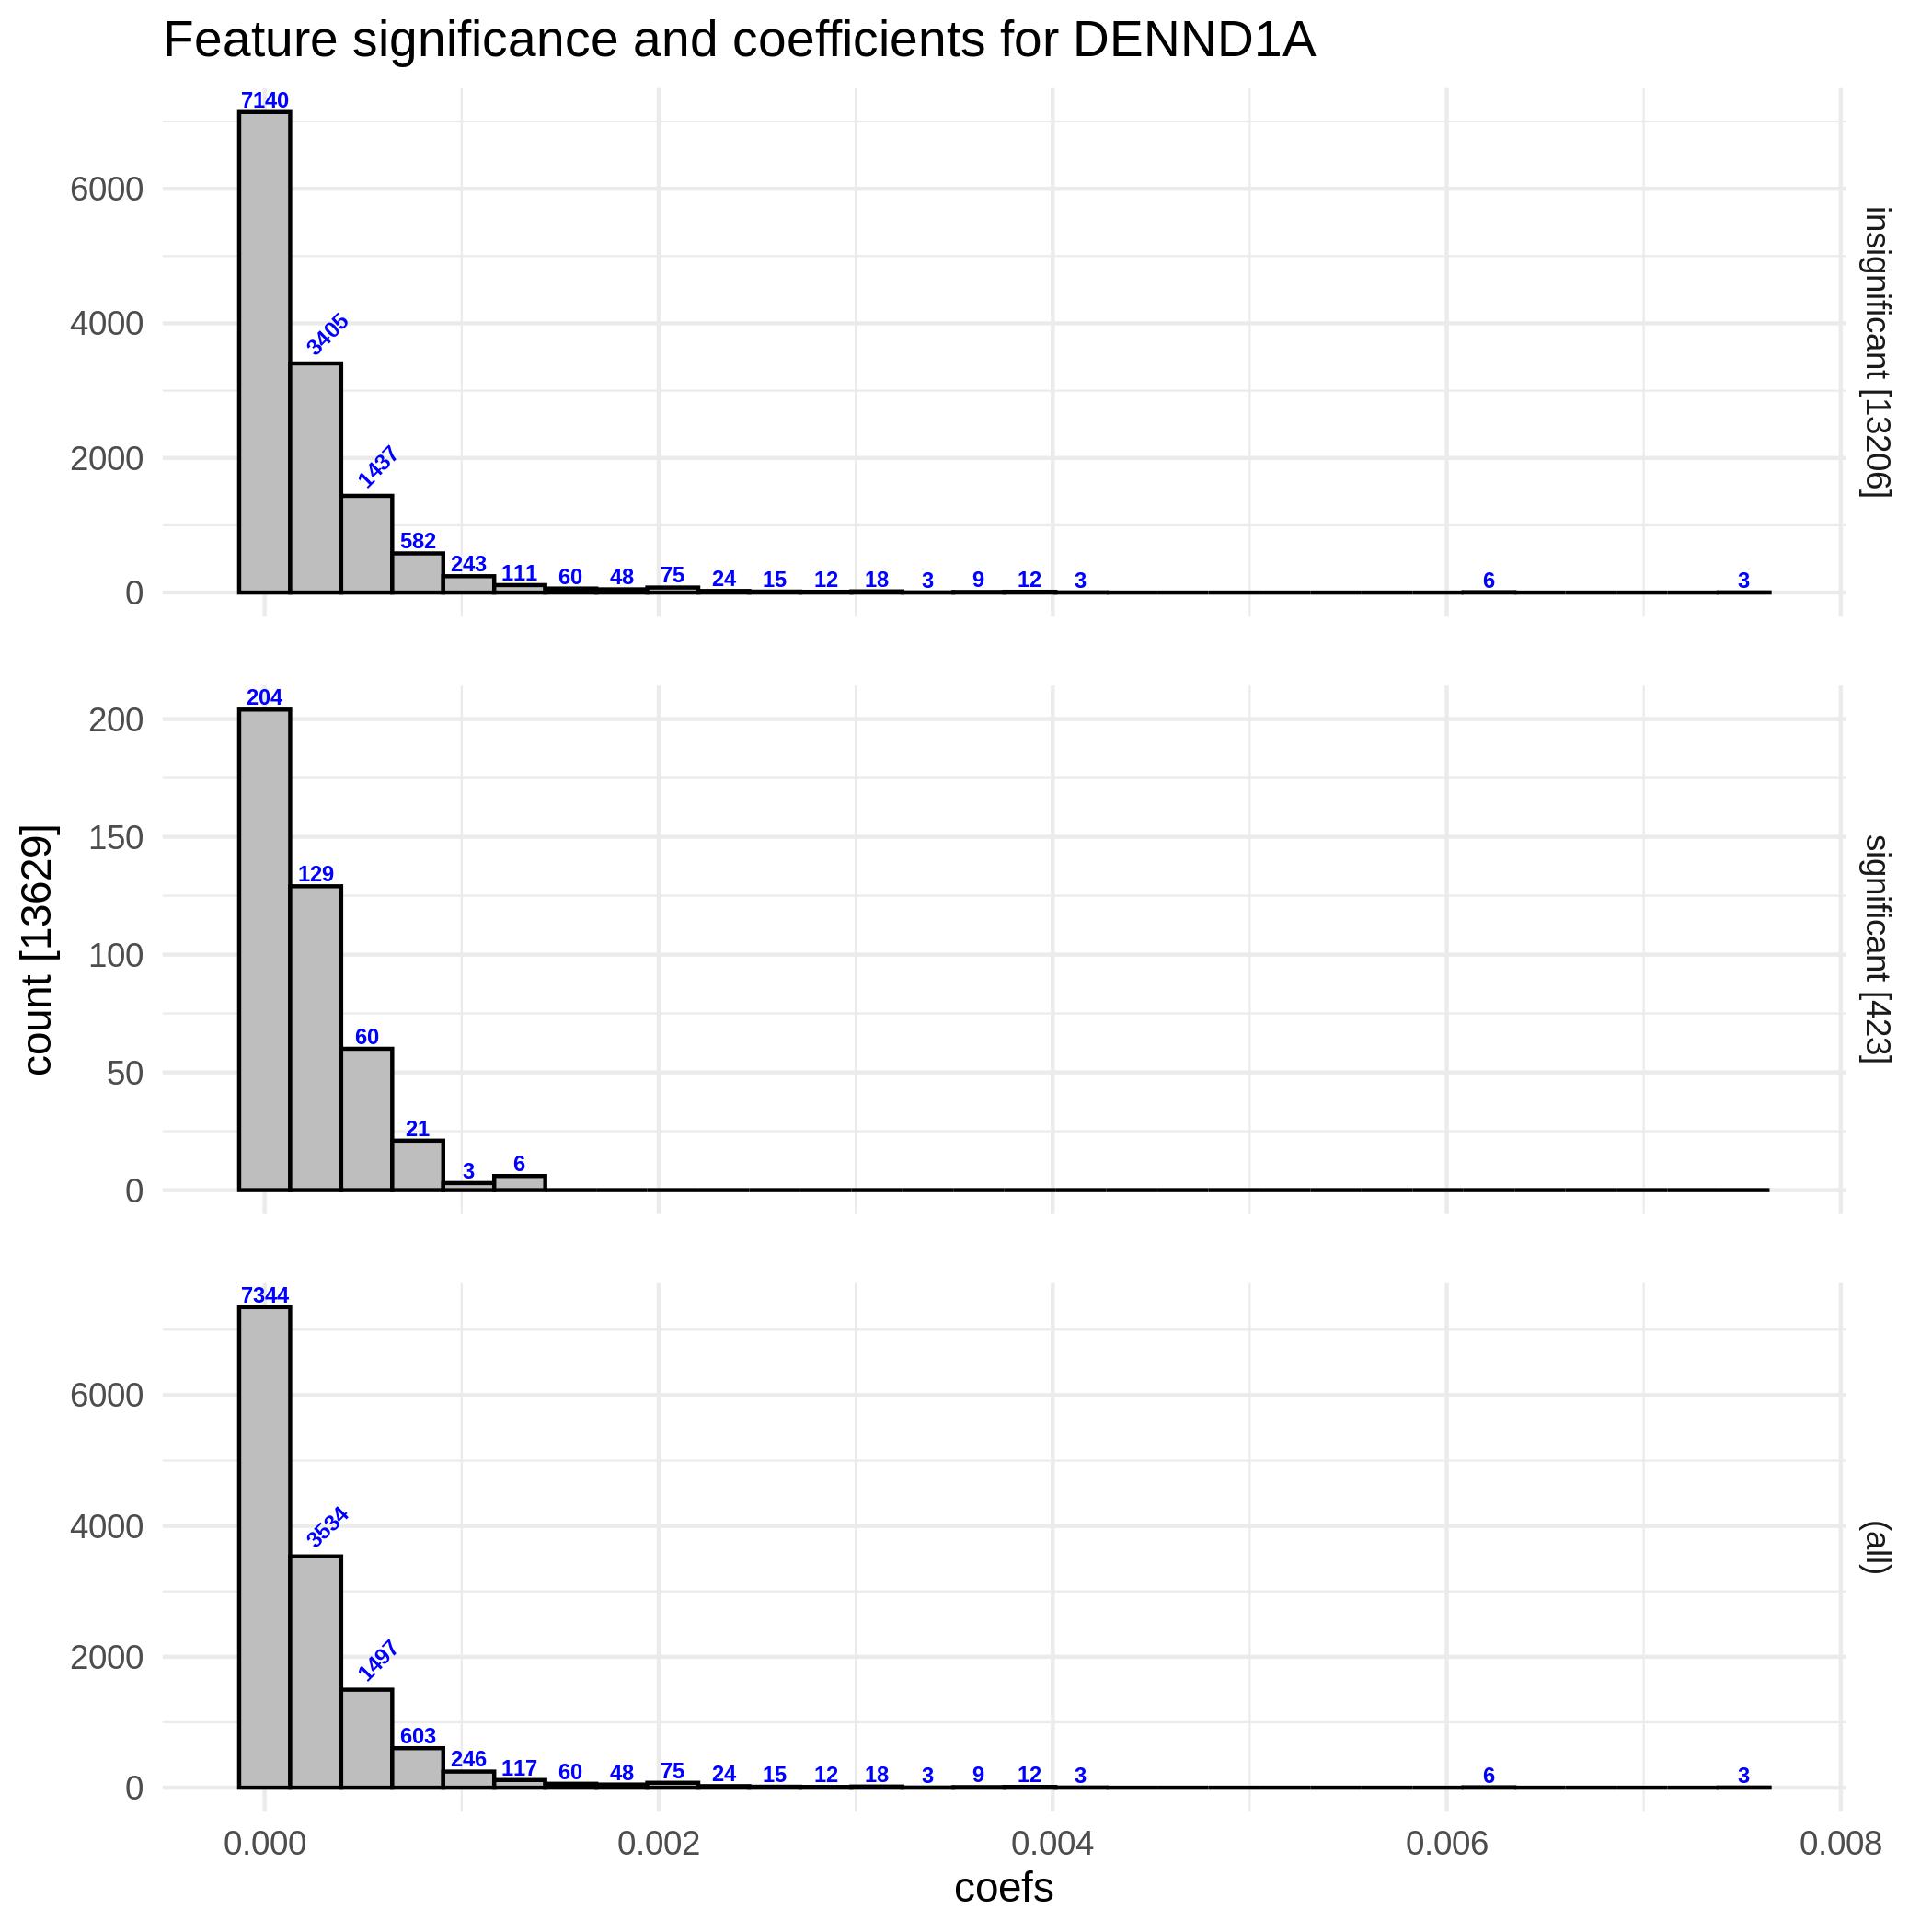 Feature significance and coefficients for DENND1A
7140
3405
1437
582 243 111 60 48 75 24 15 12 18 3 9 12 3 6 3
6000
4000
2000
0
insignificant [13206]
204
129
60
21
3 6
200
150
100
50
0
significant [423]
count [13629]
7344
3534
1497
603 246 117 60 48 75 24 15 12 18 3 9 12 3 6 3
6000
4000
2000
0
(all)
0.000 0.002 0.004 0.006 0.008
coefs